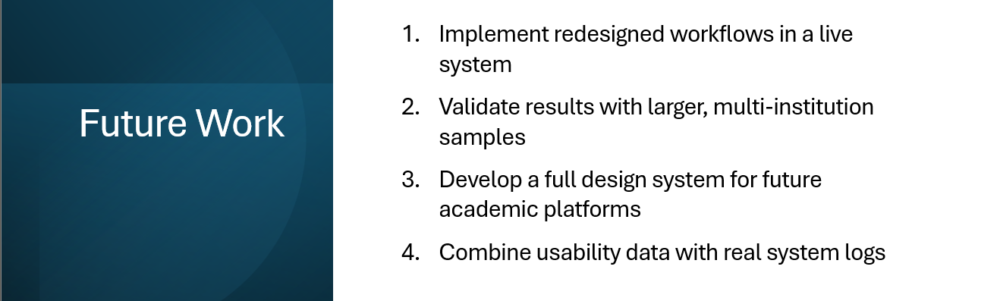 Future Work
1. Implement redesigned workflows in a live
system
2. Validate results with larger, multi-institution
samples
3. Develop a full design system for future
academic platforms
4. Combine usability data with real system logs